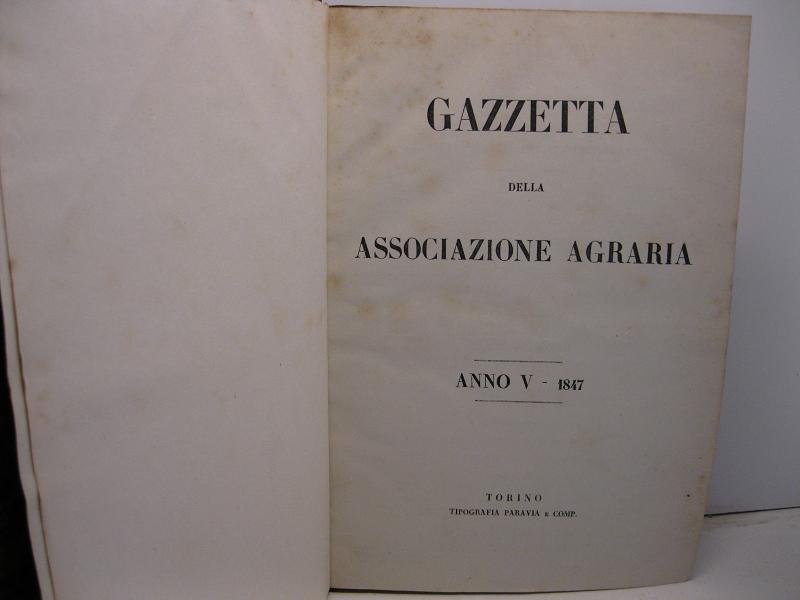 GAZZETTA
DELLA
ASSOCIAZIONE AGRARIA
ANNO V - 1847
TORINO
TIPOGRAFIA PARAVIA E COMP.